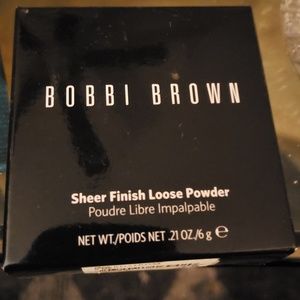 BOBBI BROWN
Sheer Finish Loose Powder
Poudre Libre Impalpable
NET WT./POIDS NET .21 OZ./6 g ℮